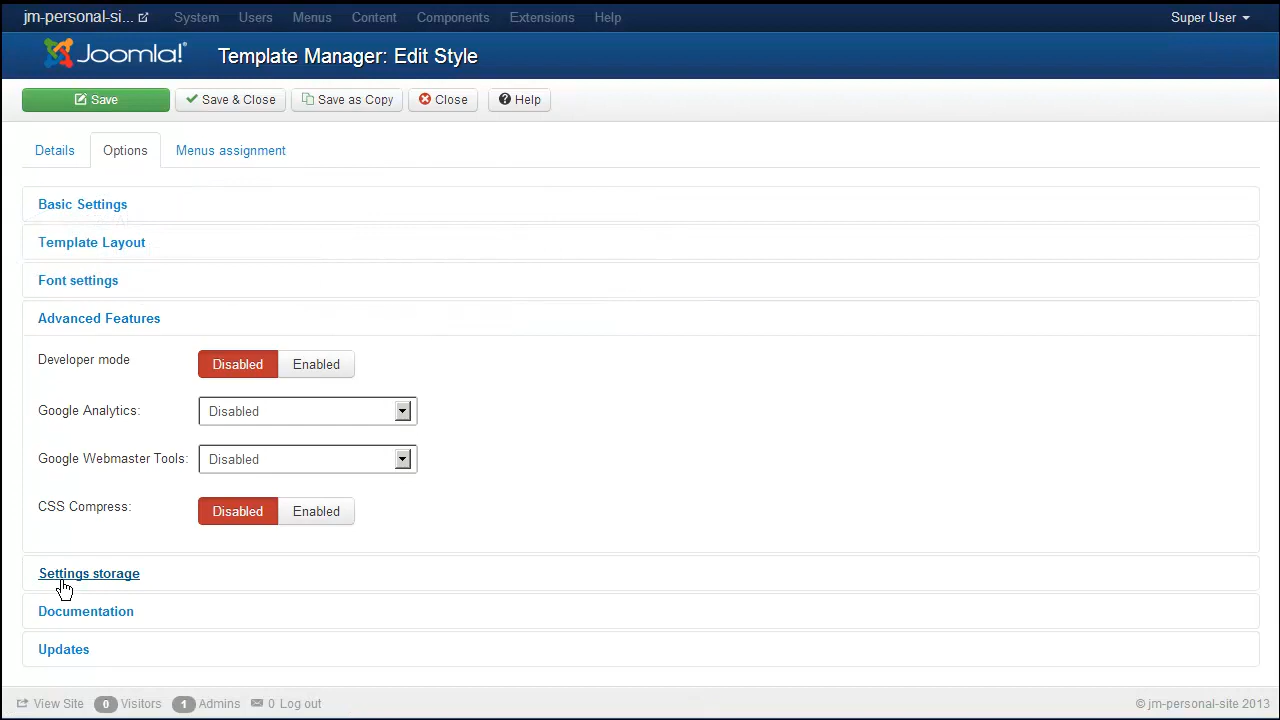 jm-personal-si... System Users Menus Content Components Extensions Help Super User
Joomla!® Template Manager: Edit Style
Save Save & Close Save as Copy Close Help
Details Options Menus assignment
Basic Settings
Template Layout
Font settings
Advanced Features
Developer mode Disabled Enabled
Google Analytics: Disabled
Google Webmaster Tools: Disabled
CSS Compress: Disabled Enabled
Settings storage
Documentation
Updates
View Site 0 Visitors 1 Admins 0 Log out © jm-personal-site 2013